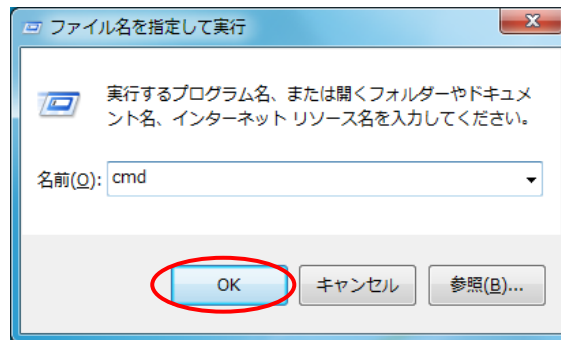 ファイル名を指定して実行
実行するプログラム名、または開くフォルダーやドキュメ
ント名、インターネット リソース名を入力してください。
名前(O): cmd
OK キャンセル 参照(B)...